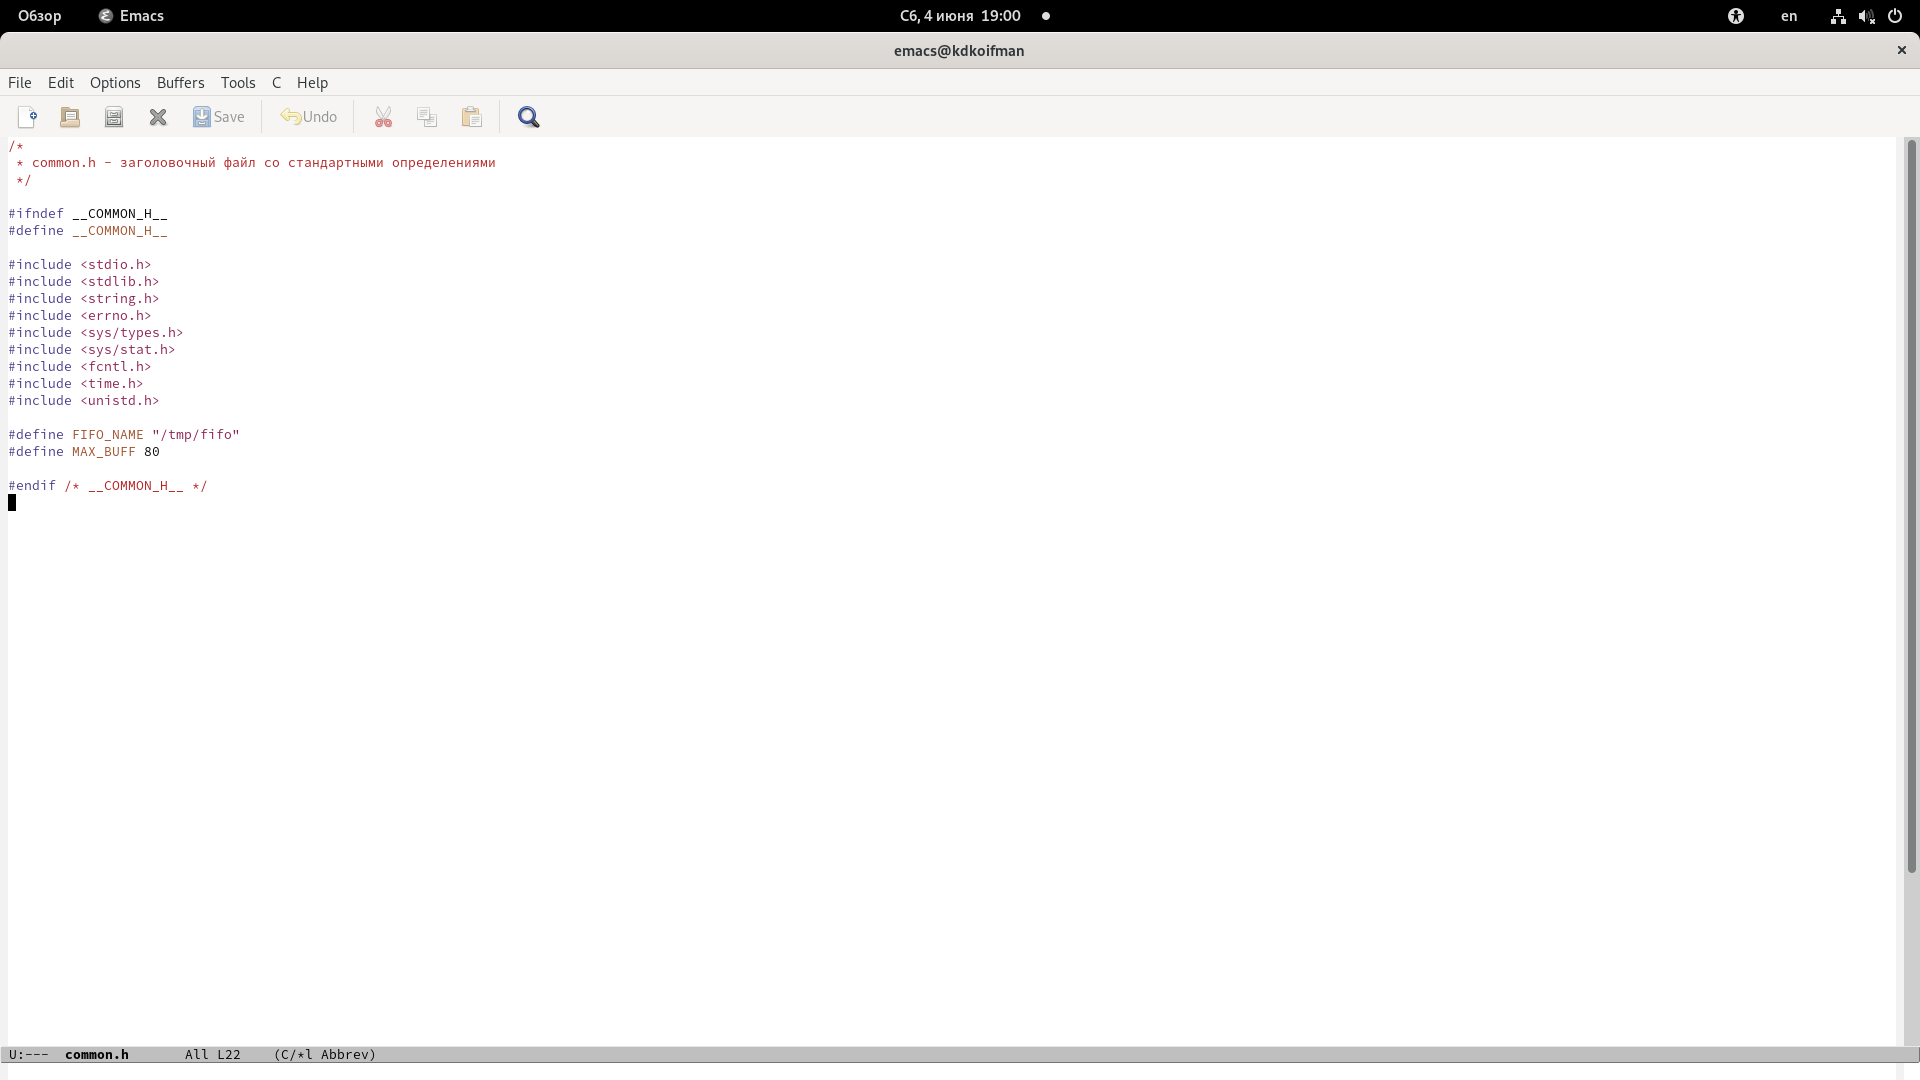 Обзор Emacs Сб, 4 июня 19:00 en
emacs@kdkoifman
File Edit Options Buffers Tools C Help
Save Undo
/*
 * common.h - заголовочный файл со стандартными определениями
 */
#ifndef __COMMON_H__
#define __COMMON_H__
#include <stdio.h>
#include <stdlib.h>
#include <string.h>
#include <errno.h>
#include <sys/types.h>
#include <sys/stat.h>
#include <fcntl.h>
#include <time.h>
#include <unistd.h>
#define FIFO_NAME "/tmp/fifo"
#define MAX_BUFF 80
#endif /* __COMMON_H__ */
U:--- common.h All L22 (C/*l Abbrev)